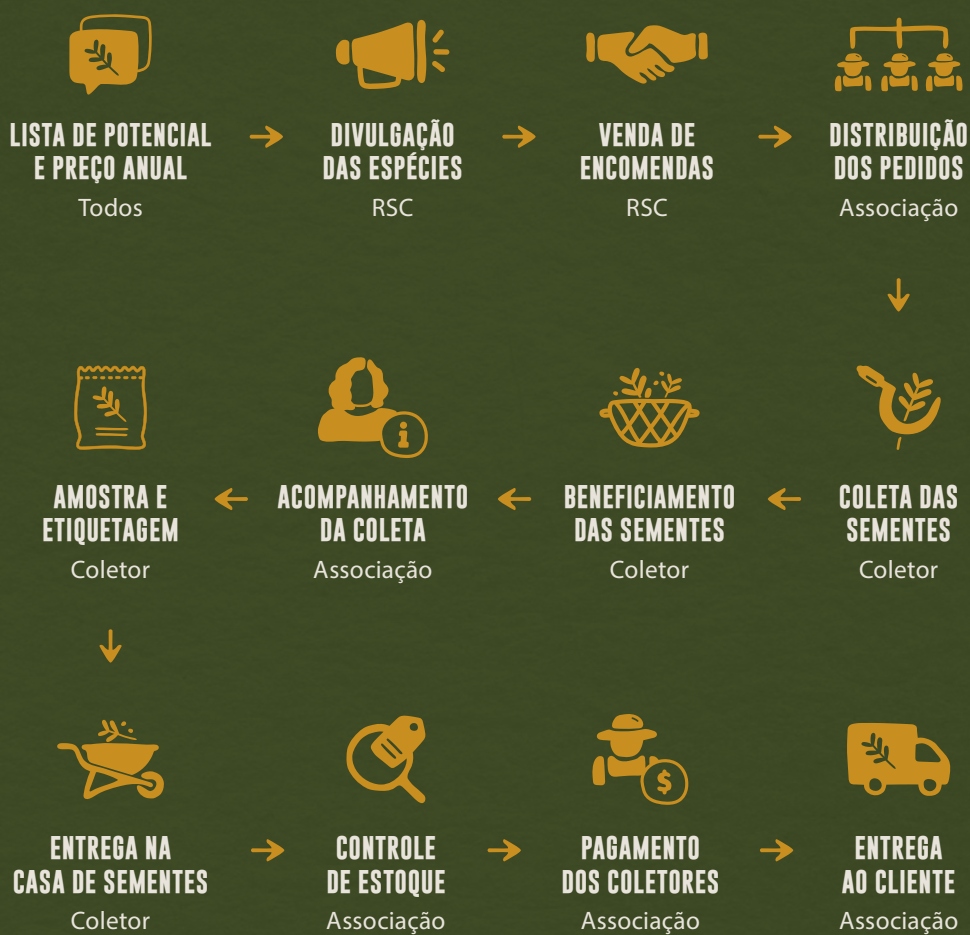 LISTA DE POTENCIAL
E PREÇO ANUAL
Todos
DIVULGAÇÃO
DAS ESPÉCIES
RSC
VENDA DE
ENCOMENDAS
RSC
DISTRIBUIÇÃO
DOS PEDIDOS
Associação
COLETA DAS
SEMENTES
Coletor
BENEFICIAMENTO
DAS SEMENTES
Coletor
i
ACOMPANHAMENTO
DA COLETA
Associação
AMOSTRA E
ETIQUETAGEM
Coletor
ENTREGA NA
CASA DE SEMENTES
Coletor
CONTROLE
DE ESTOQUE
Associação
$
PAGAMENTO
DOS COLETORES
Associação
ENTREGA
AO CLIENTE
Associação